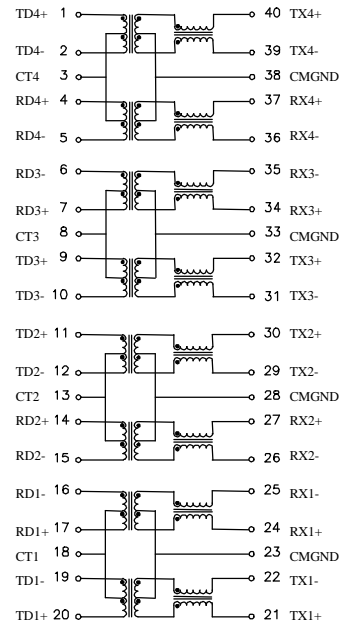 TD4+ 1 40 TX4+
TD4- 2 39 TX4-
CT4 3 38 CMGND
RD4+ 4 37 RX4+
RD4- 5 36 RX4-
RD3- 6 35 RX3-
RD3+ 7 34 RX3+
CT3 8 33 CMGND
TD3+ 9 32 TX3+
TD3- 10 31 TX3-
TD2+ 11 30 TX2+
TD2- 12 29 TX2-
CT2 13 28 CMGND
RD2+ 14 27 RX2+
RD2- 15 26 RX2-
RD1- 16 25 RX1-
RD1+ 17 24 RX1+
CT1 18 23 CMGND
TD1- 19 22 TX1-
TD1+ 20 21 TX1+